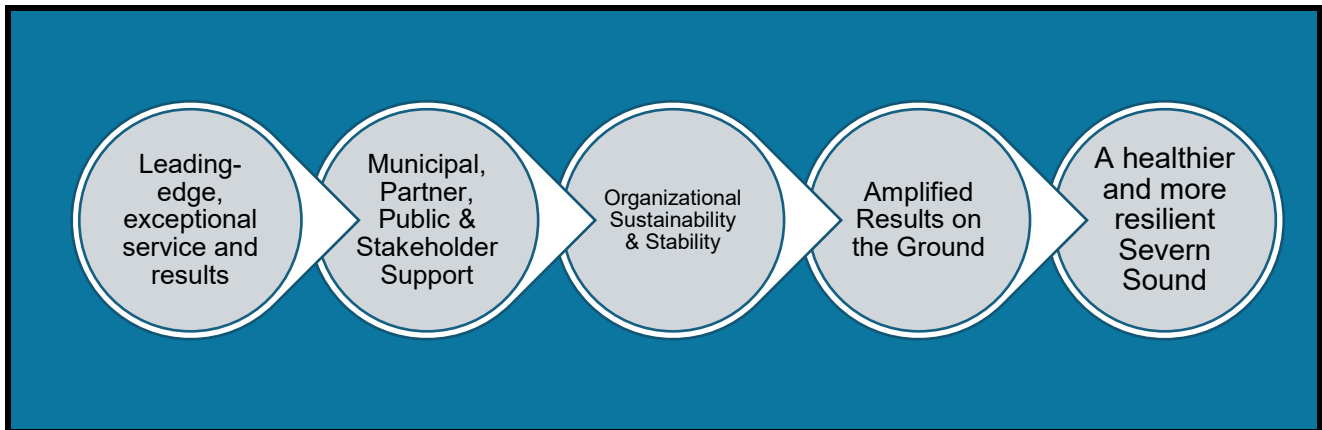 Leading-
edge,
exceptional
service and
results
Municipal,
Partner,
Public &
Stakeholder
Support
Organizational
Sustainability
& Stability
Amplified
Results on
the Ground
A healthier
and more
resilient
Severn
Sound